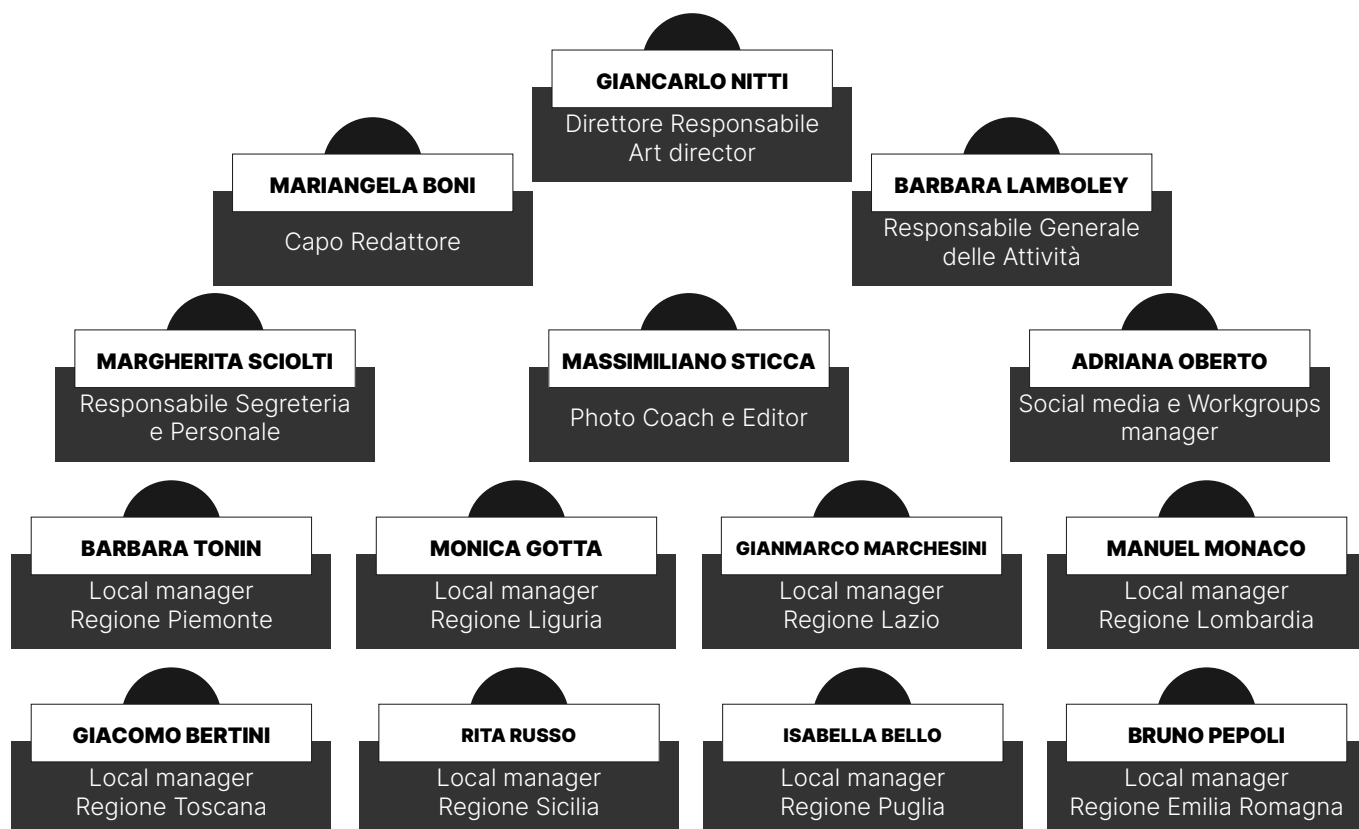 GIANCARLO NITTI
Direttore Responsabile
Art director
MARIANGELA BONI
Capo Redattore
BARBARA LAMBOLEY
Responsabile Generale
delle Attività
MARGHERITA SCIOLTI
Responsabile Segreteria
e Personale
MASSIMILIANO STICCA
Photo Coach e Editor
ADRIANA OBERTO
Social media e Workgroups
manager
BARBARA TONIN
Local manager
Regione Piemonte
MONICA GOTTA
Local manager
Regione Liguria
GIANMARCO MARCHESINI
Local manager
Regione Lazio
MANUEL MONACO
Local manager
Regione Lombardia
GIACOMO BERTINI
Local manager
Regione Toscana
RITA RUSSO
Local manager
Regione Sicilia
ISABELLA BELLO
Local manager
Regione Puglia
BRUNO PEPOLI
Local manager
Regione Emilia Romagna